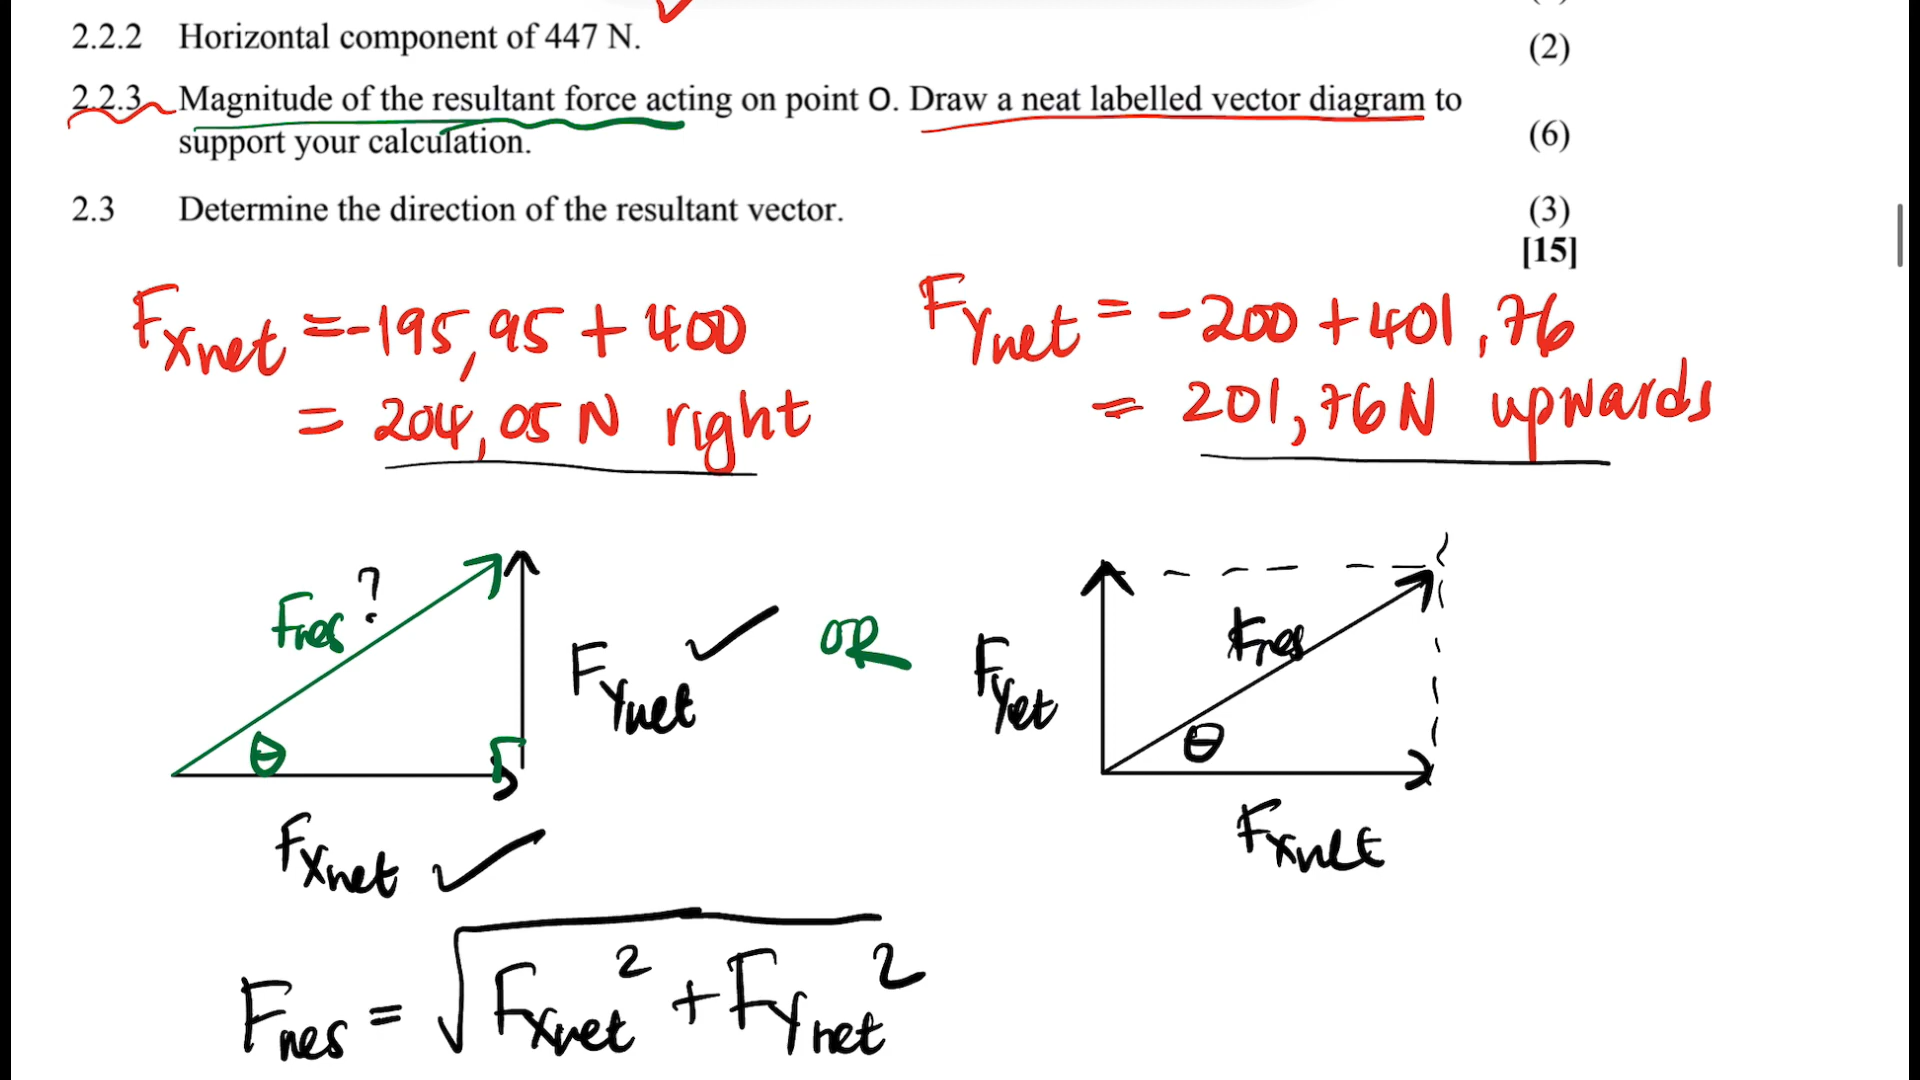 2.2.2 Horizontal component of 447 N. (2)
2.2.3 Magnitude of the resultant force acting on point O. Draw a neat labelled vector diagram to
support your calculation. (6)
2.3 Determine the direction of the resultant vector. (3)
[15]
Fxnet = -195,95 + 400
= 204,05 N right
Fynet = -200 + 401,76
= 201,76 N upwards
Fres ?
θ
Fynet ✓
Fxnet ✓
OR
Fyet
Fres
θ
Fxnet
Fres = √Fxnet² + Fynet²